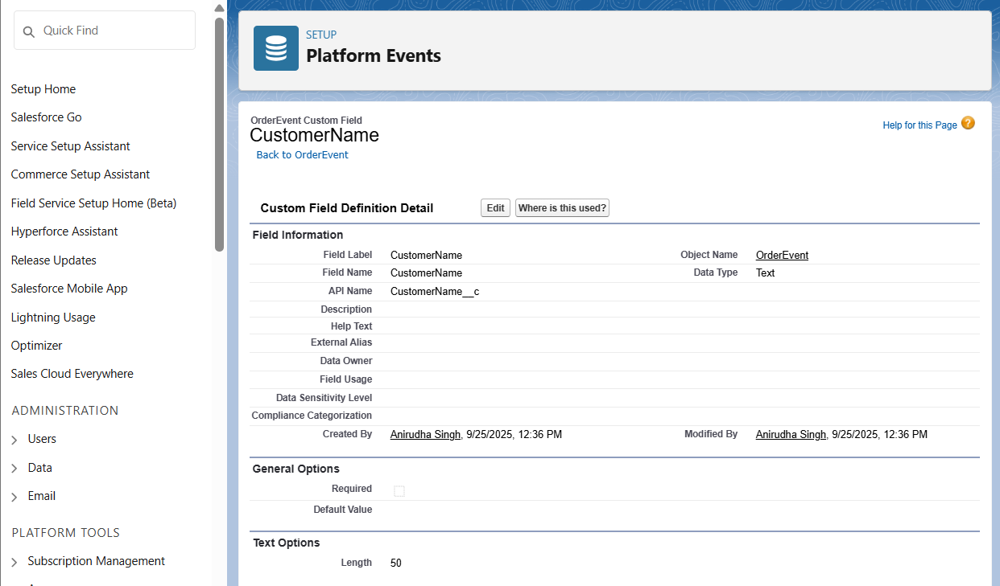 Quick Find
Setup Home
Salesforce Go
Service Setup Assistant
Commerce Setup Assistant
Field Service Setup Home (Beta)
Hyperforce Assistant
Release Updates
Salesforce Mobile App
Lightning Usage
Optimizer
Sales Cloud Everywhere
ADMINISTRATION
Users
Data
Email
PLATFORM TOOLS
Subscription Management
SETUP
Platform Events
OrderEvent Custom Field
CustomerName
Back to OrderEvent
Help for this Page ?
Custom Field Definition Detail Edit Where is this used?
Field Information
Field Label CustomerName Object Name OrderEvent
Field Name CustomerName Data Type Text
API Name CustomerName__c
Description
Help Text
External Alias
Data Owner
Field Usage
Data Sensitivity Level
Compliance Categorization
Created By Anirudha Singh, 9/25/2025, 12:36 PM Modified By Anirudha Singh, 9/25/2025, 12:36 PM
General Options
Required
Default Value
Text Options
Length 50